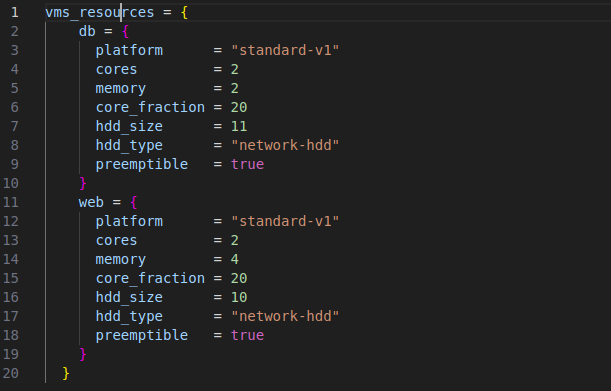 1 vms_resources = {
2 db = {
3 platform = "standard-v1"
4 cores = 2
5 memory = 2
6 core_fraction = 20
7 hdd_size = 11
8 hdd_type = "network-hdd"
9 preemptible = true
10 }
11 web = {
12 platform = "standard-v1"
13 cores = 2
14 memory = 4
15 core_fraction = 20
16 hdd_size = 10
17 hdd_type = "network-hdd"
18 preemptible = true
19 }
20 }